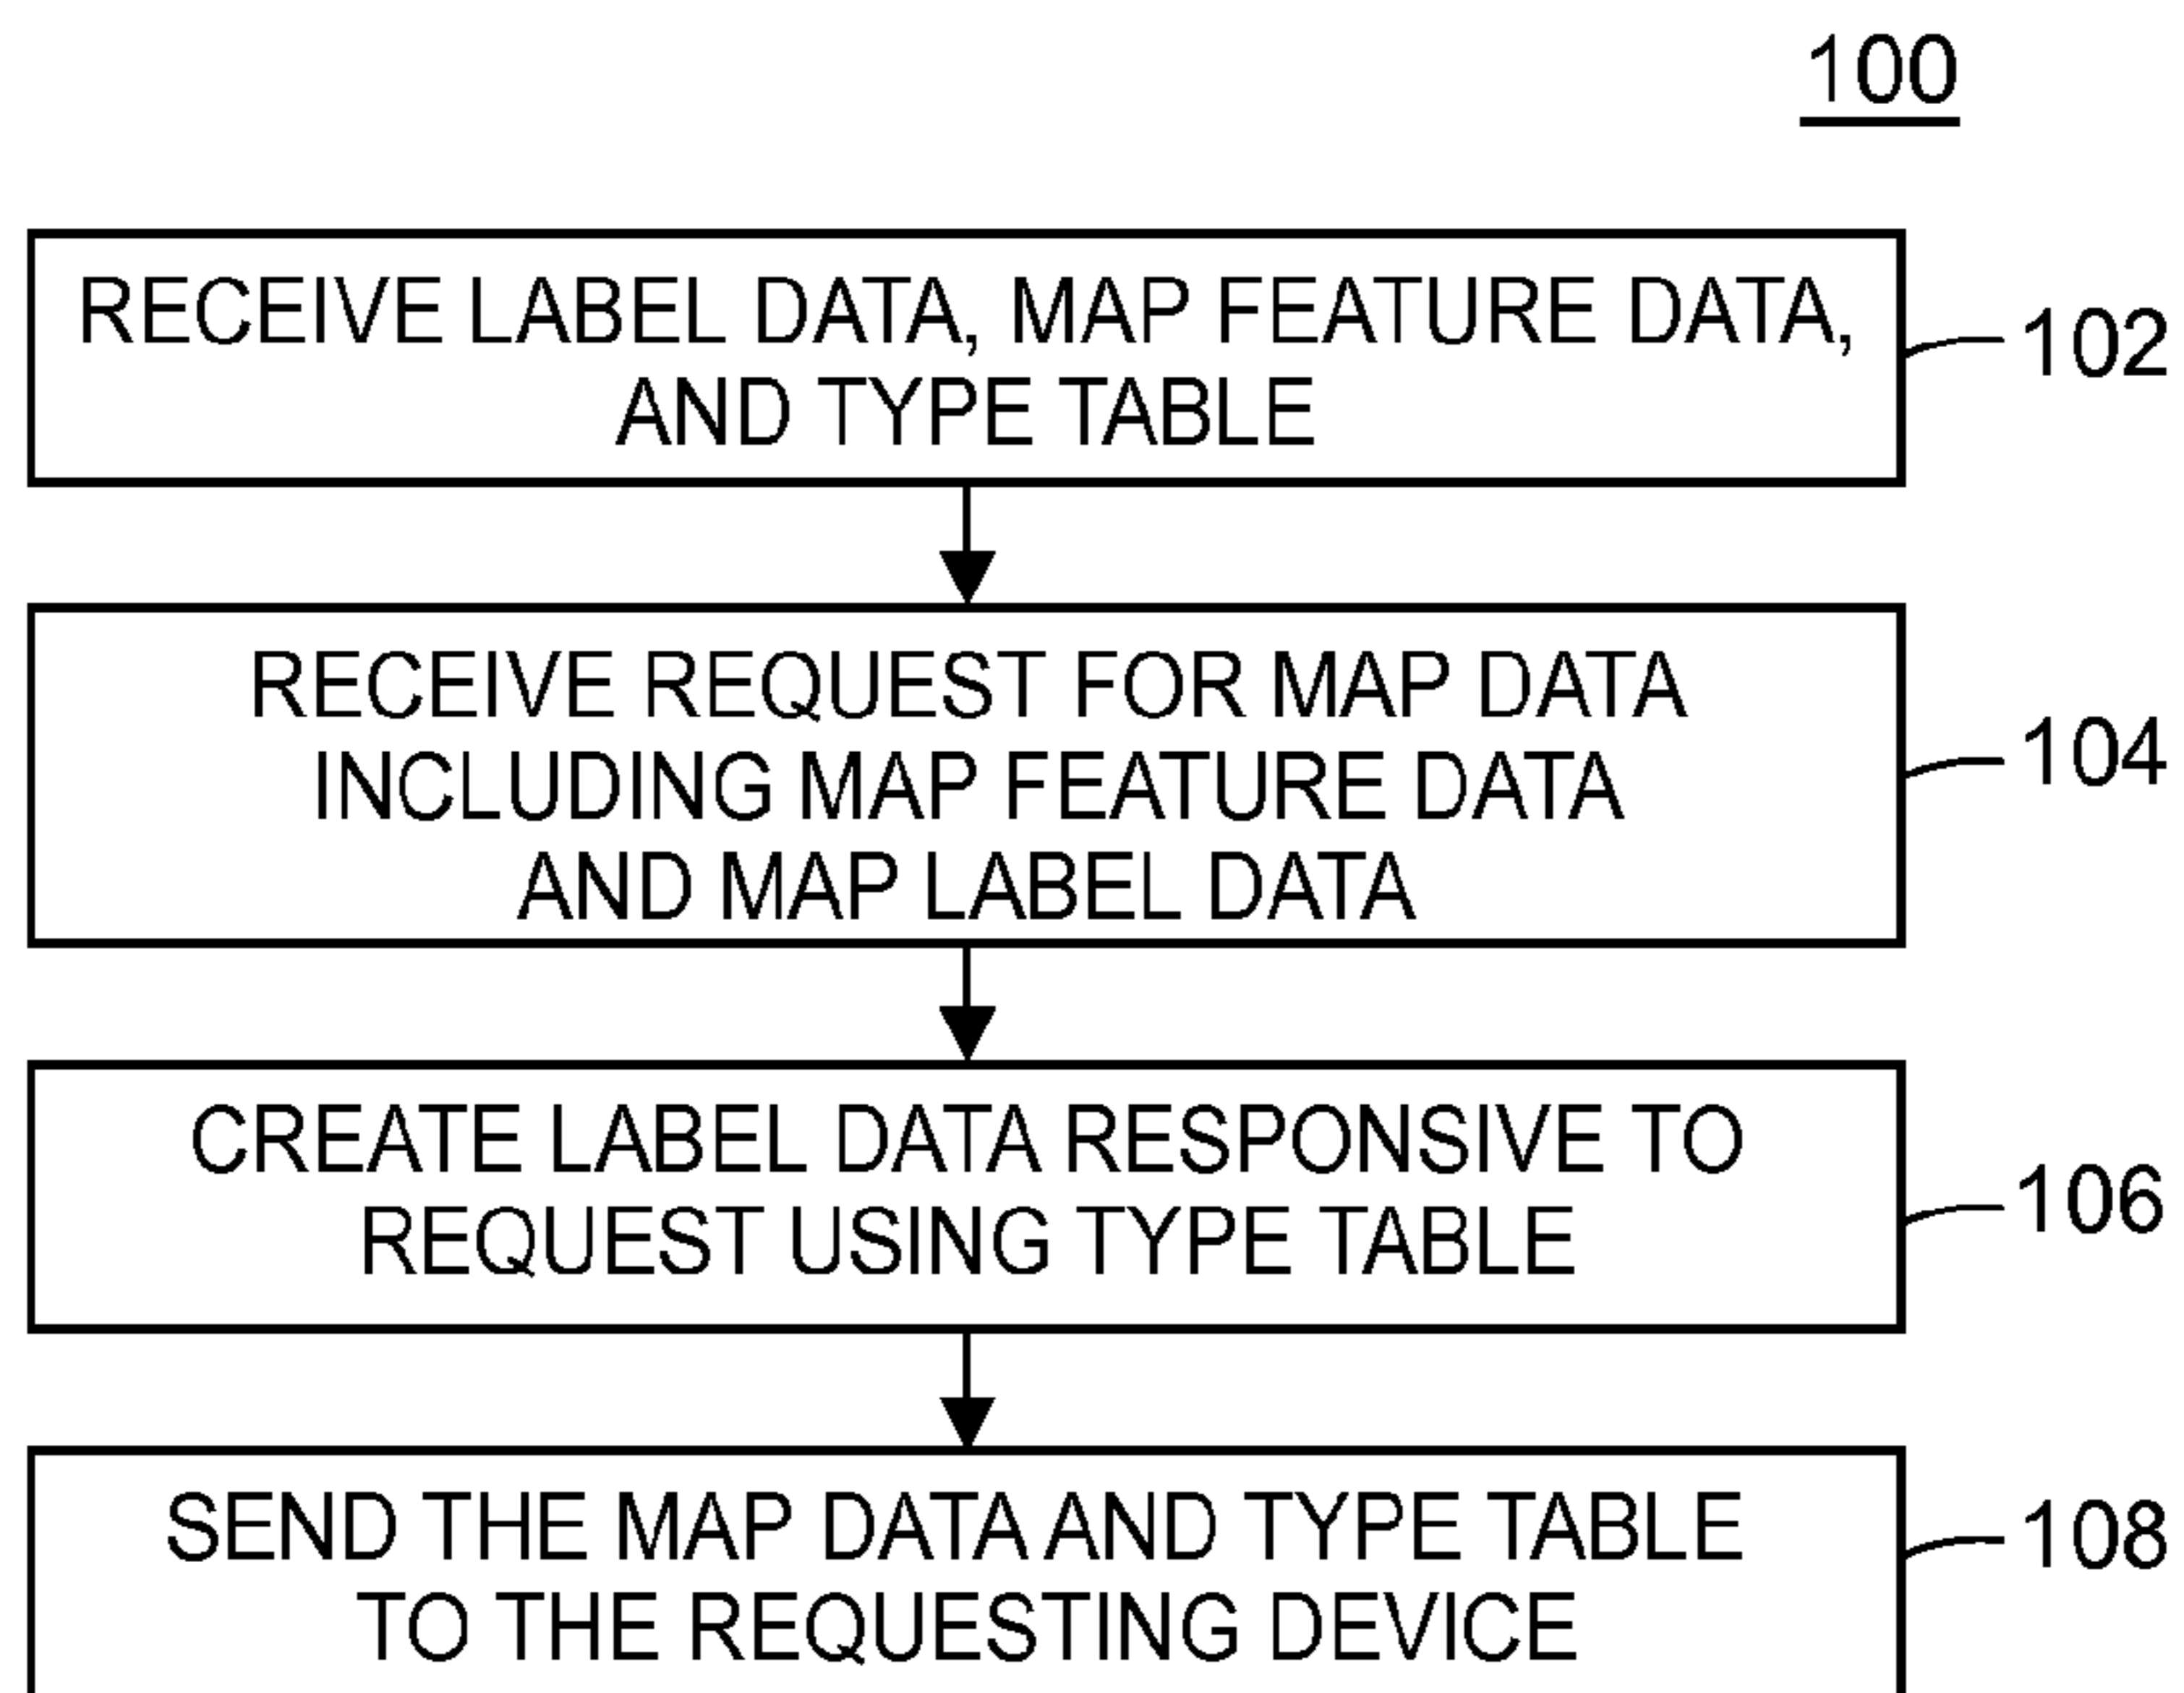 100
RECEIVE LABEL DATA, MAP FEATURE DATA,
AND TYPE TABLE
102
RECEIVE REQUEST FOR MAP DATA
INCLUDING MAP FEATURE DATA
AND MAP LABEL DATA
104
CREATE LABEL DATA RESPONSIVE TO
REQUEST USING TYPE TABLE
106
SEND THE MAP DATA AND TYPE TABLE
TO THE REQUESTING DEVICE
108